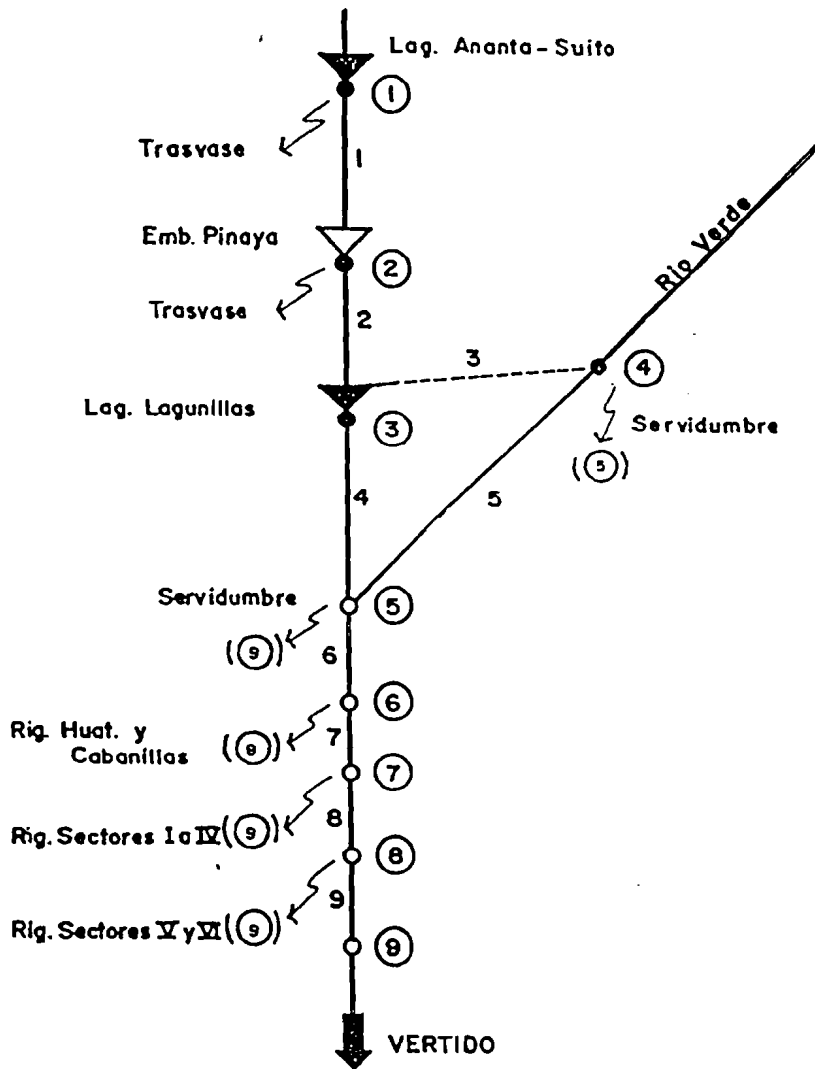 Lag. Ananta-Suito
1
Trasvase
1
Emb. Pinaya
2
Trasvase
2
Rio Verde
3
4
Lag. Lagunillas
3
Servidumbre
(5)
4
5
Servidumbre
5
(9)
6
6
Rig. Huat. y
Cabanillas (9)
7
7
Rig. Sectores I a IV (9)
8
8
Rig. Sectores V y VI (9)
9
9
VERTIDO